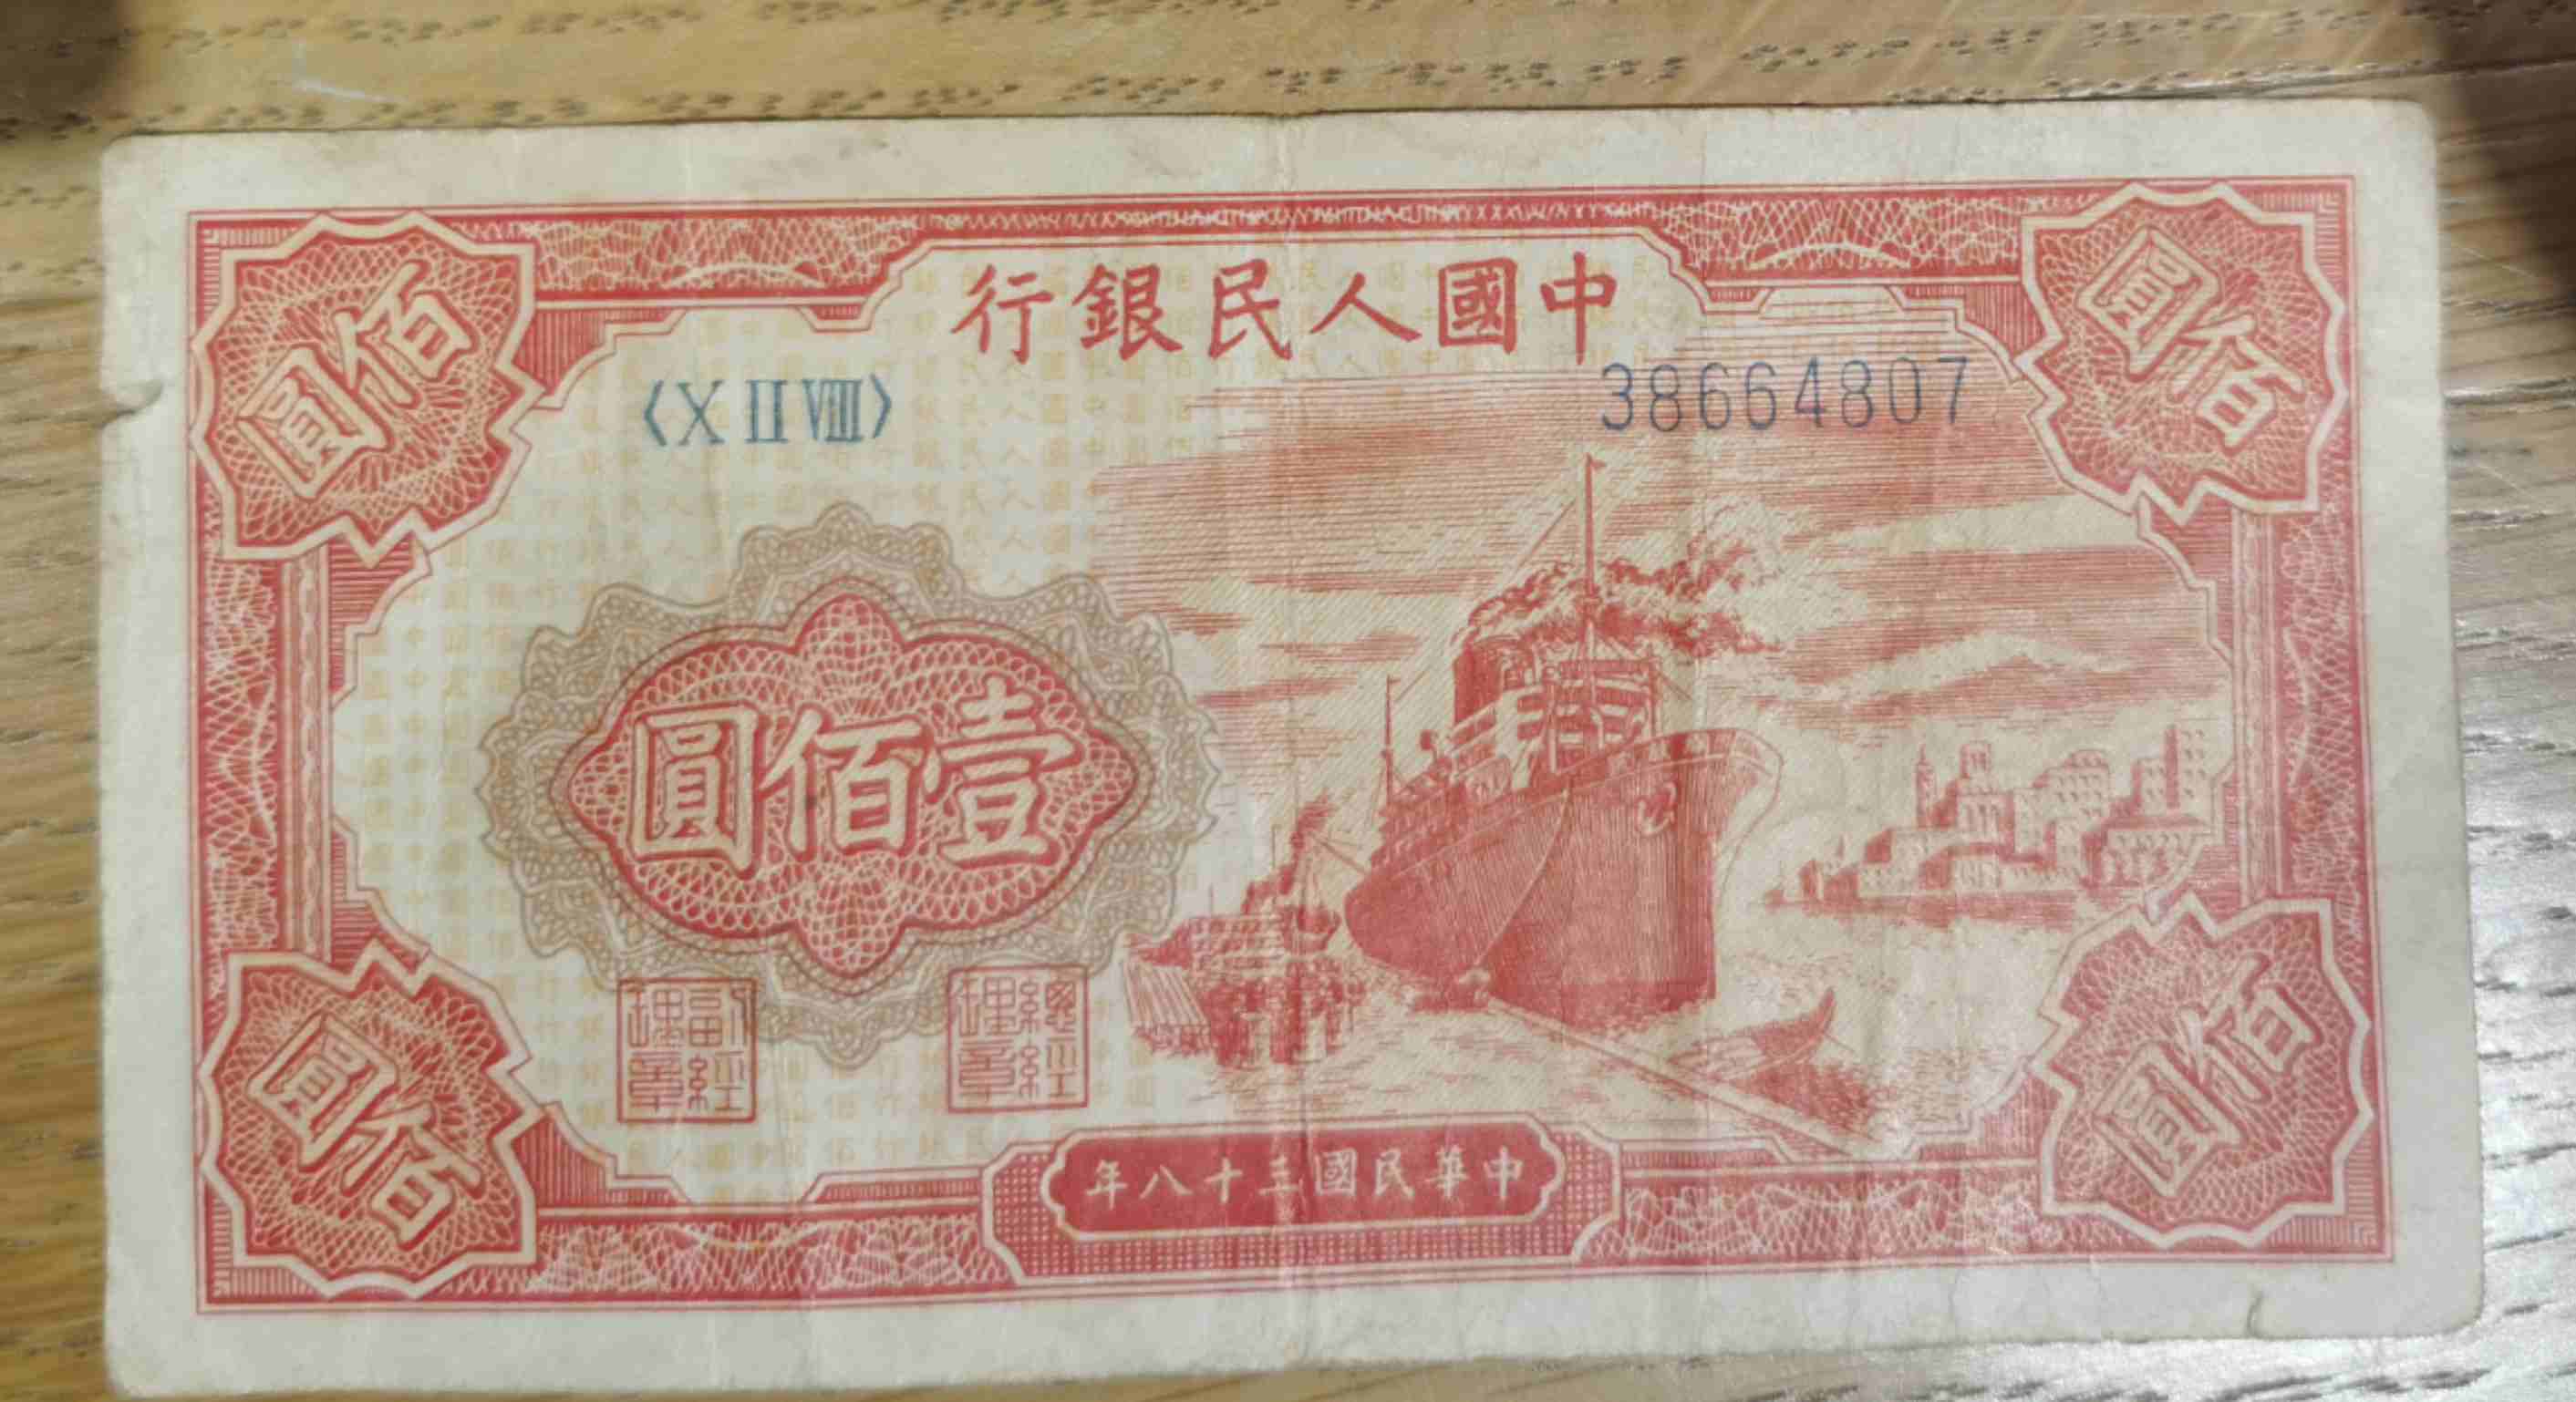 中國人民銀行
〈X II VIII〉
38664807
佰圓
佰圓
壹佰圓
總經理章
副經理章
佰圓
佰圓
中華民國三十八年